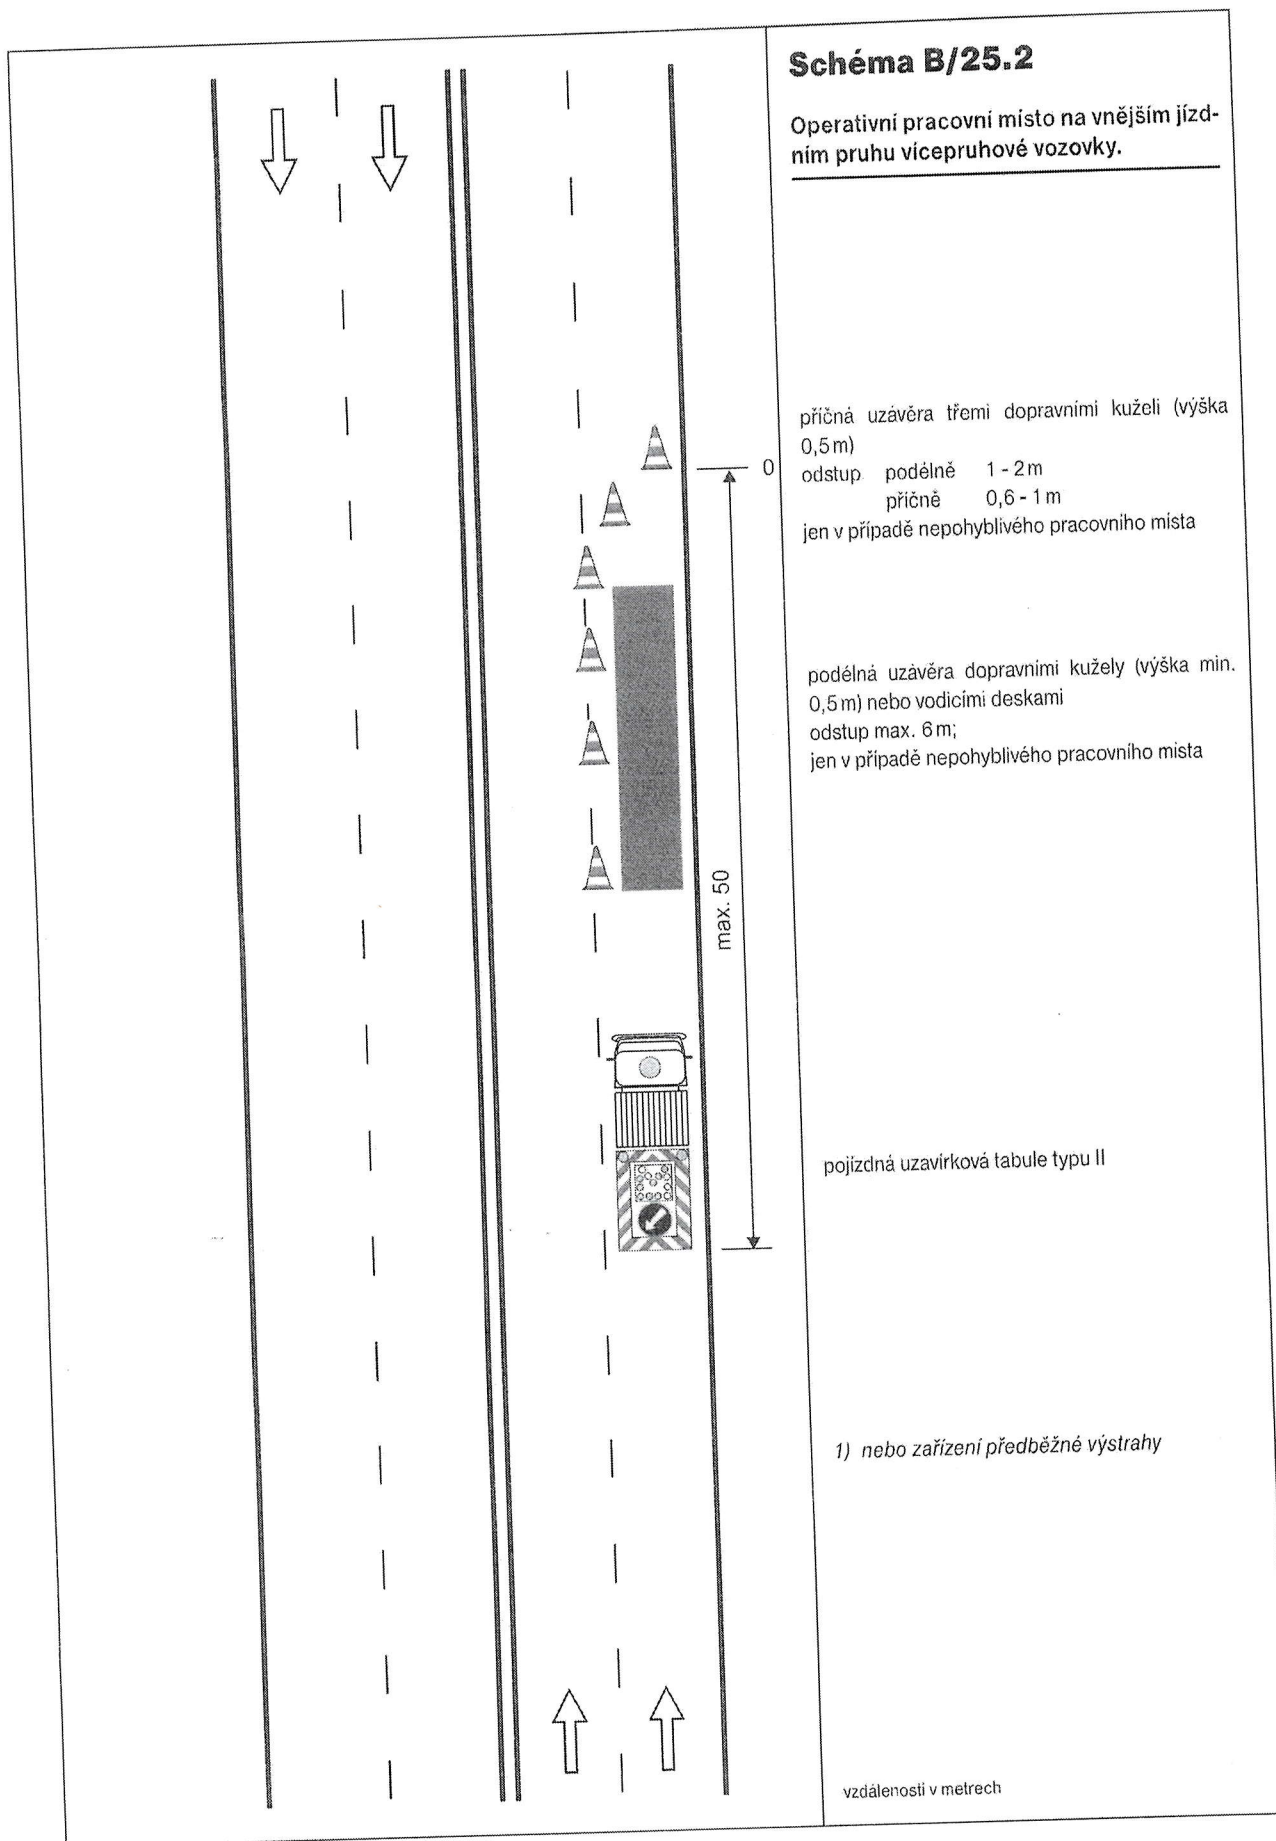 Schéma B/25.2
Operativní pracovní místo na vnějším jízd-
ním pruhu vícepruhové vozovky.
příčná uzávěra třemi dopravními kuželi (výška
0,5 m)
odstup podélně 1 - 2 m
příčně 0,6 - 1 m
jen v případě nepohyblivého pracovního místa
0
podélná uzávěra dopravními kužely (výška min.
0,5 m) nebo vodicími deskami
odstup max. 6 m;
jen v případě nepohyblivého pracovního místa
max. 50
pojízdná uzavírková tabule typu II
1) nebo zařízení předběžné výstrahy
vzdálenosti v metrech